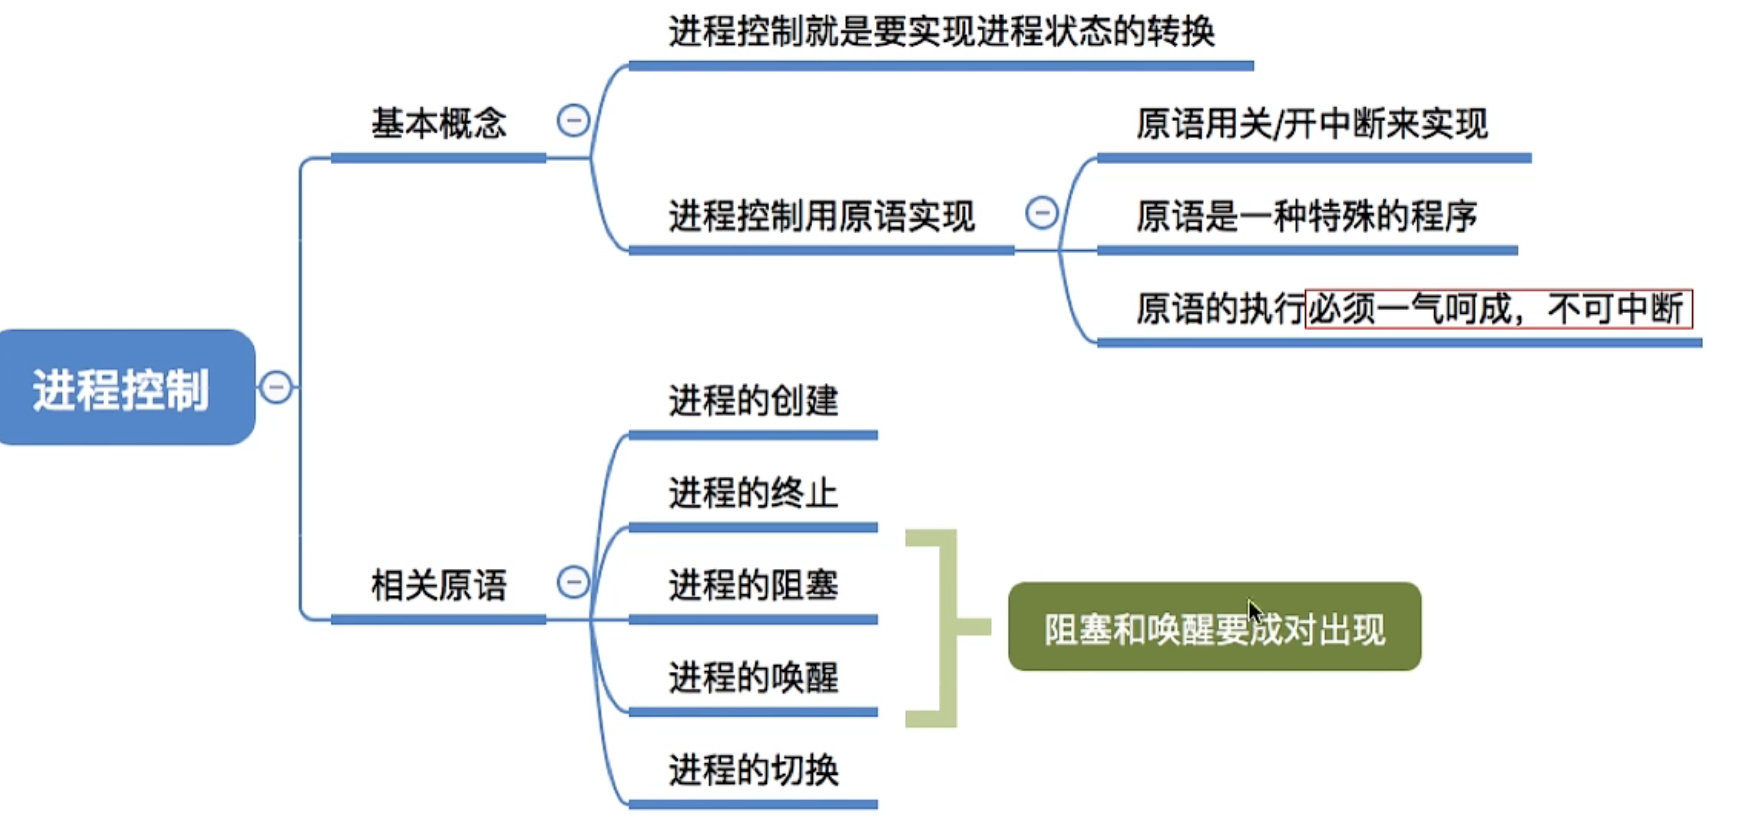 进程控制
基本概念
进程控制就是要实现进程状态的转换
进程控制用原语实现
原语用关/开中断来实现
原语是一种特殊的程序
原语的执行必须一气呵成，不可中断
相关原语
进程的创建
进程的终止
进程的阻塞
进程的唤醒
进程的切换
阻塞和唤醒要成对出现